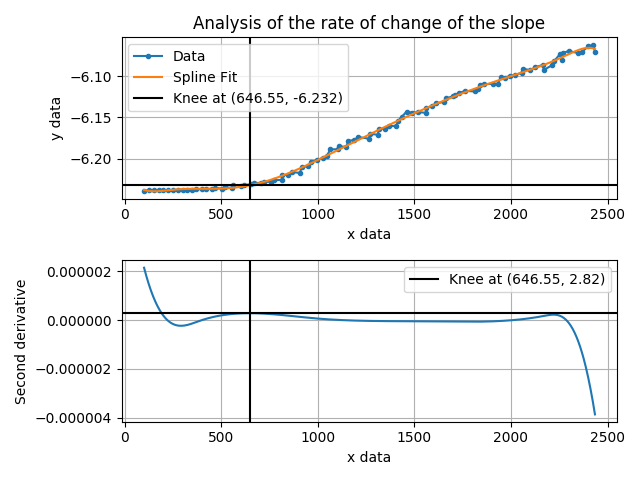 Analysis of the rate of change of the slope
Data
Spline Fit
Knee at (646.55, -6.232)
−6.10
−6.15
−6.20
y data
0
500
1000
1500
2000
2500
x data
Knee at (646.55, 2.82)
0.000002
0.000000
−0.000002
−0.000004
Second derivative
0
500
1000
1500
2000
2500
x data